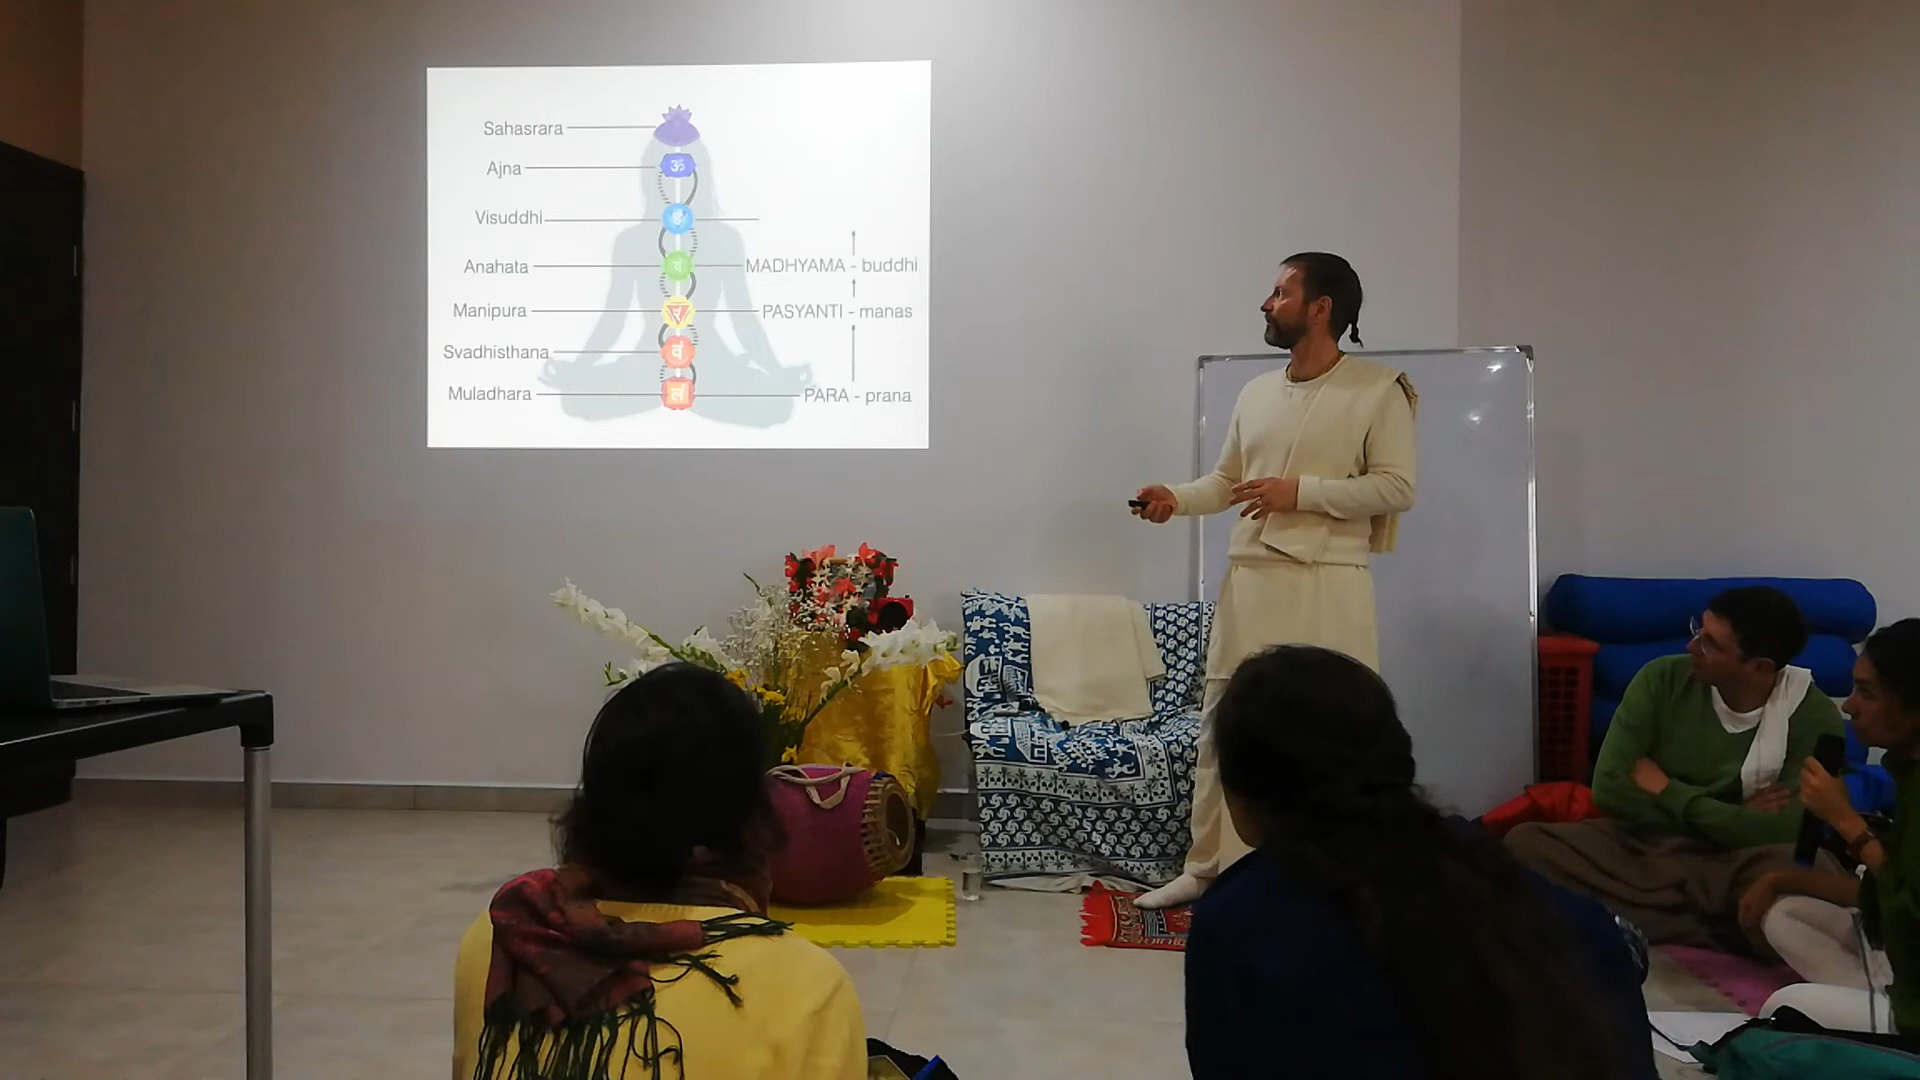 Sahasrara
Ajna ॐ
Visuddhi
Anahata MADHYAMA - buddhi
Manipura PASYANTI - manas
Svadhisthana वं
Muladhara लं PARA - prana